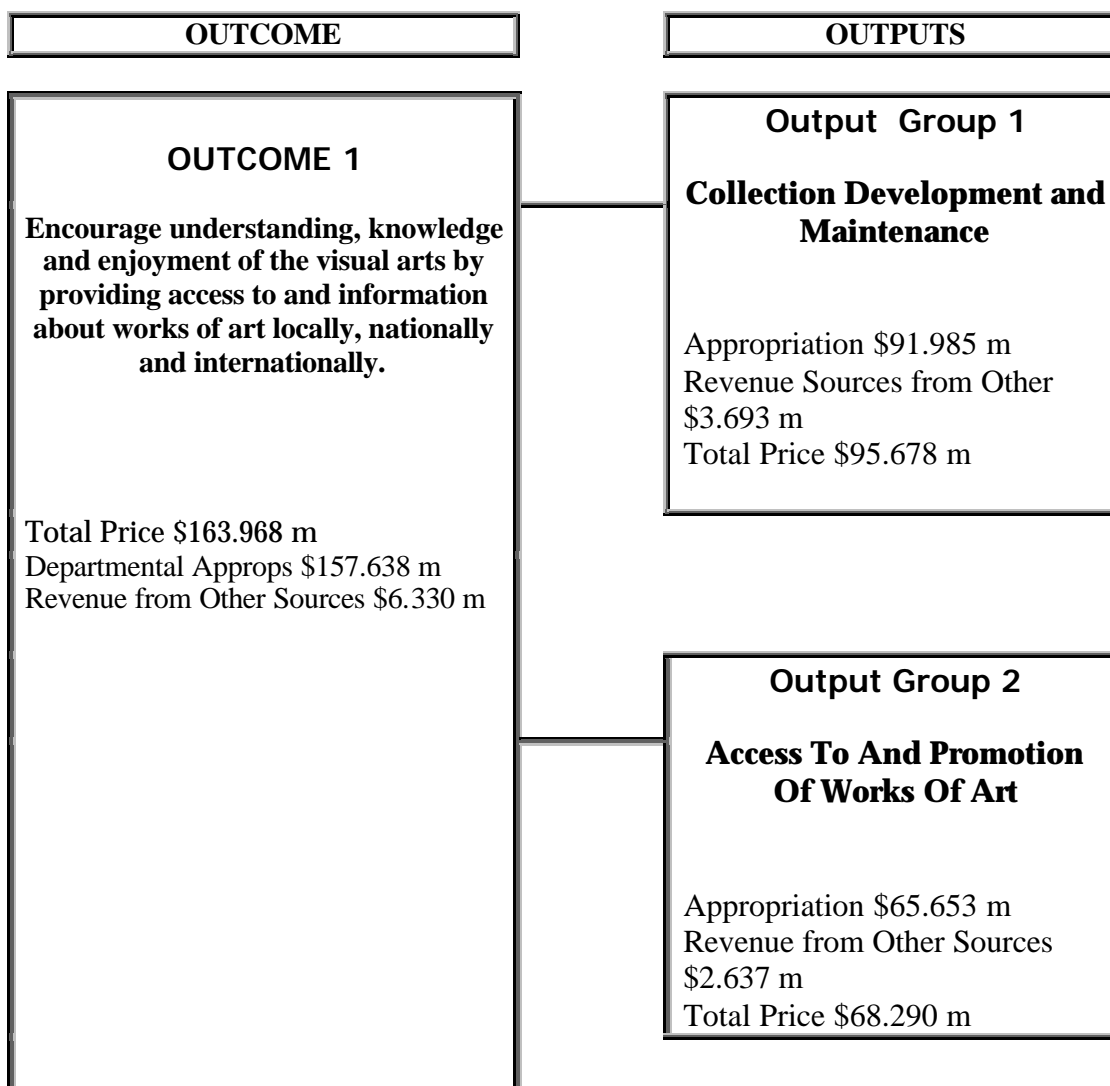 OUTCOME
OUTPUTS
OUTCOME 1
Encourage understanding, knowledge
and enjoyment of the visual arts by
providing access to and information
about works of art locally, nationally
and internationally.
Total Price $163.968 m
Departmental Approps $157.638 m
Revenue from Other Sources $6.330 m
Output Group 1
Collection Development and
Maintenance
Appropriation $91.985 m
Revenue Sources from Other
$3.693 m
Total Price $95.678 m
Output Group 2
Access To And Promotion
Of Works Of Art
Appropriation $65.653 m
Revenue from Other Sources
$2.637 m
Total Price $68.290 m